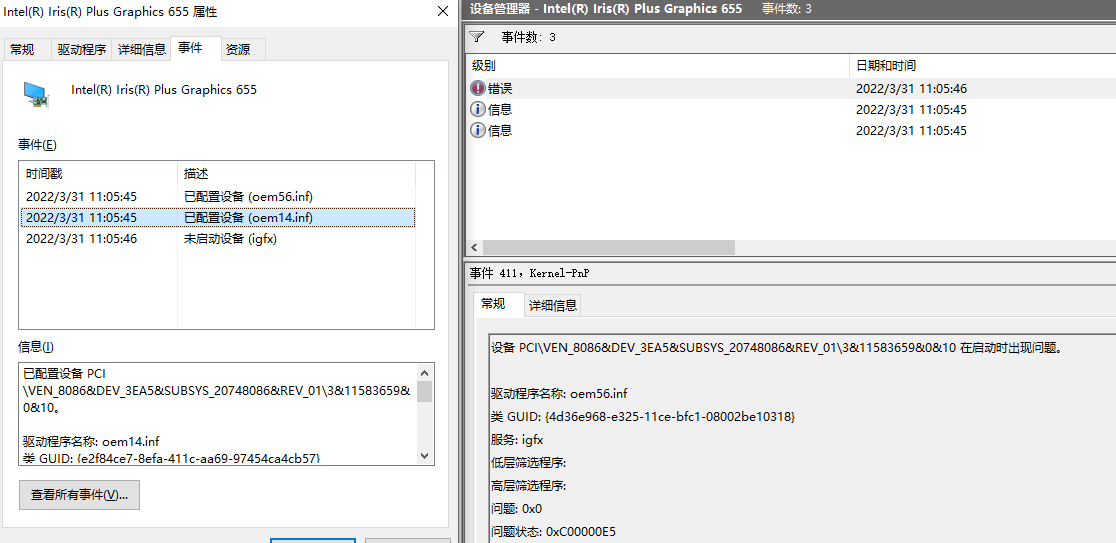 Intel(R) Iris(R) Plus Graphics 655 属性
常规 驱动程序 详细信息 事件 资源
Intel(R) Iris(R) Plus Graphics 655
事件(E)
时间戳 描述
2022/3/31 11:05:45 已配置设备 (oem56.inf)
2022/3/31 11:05:45 已配置设备 (oem14.inf)
2022/3/31 11:05:46 未启动设备 (igfx)
信息(I)
已配置设备 PCI
\VEN_8086&DEV_3EA5&SUBSYS_20748086&REV_01\3&11583659&
0&10。
驱动程序名称: oem14.inf
类 GUID: {e2f84ce7-8efa-411c-aa69-97454ca4cb57}
查看所有事件(V)...
设备管理器 - Intel(R) Iris(R) Plus Graphics 655 事件数: 3
事件数: 3
级别 日期和时间
错误 2022/3/31 11:05:46
信息 2022/3/31 11:05:45
信息 2022/3/31 11:05:45
事件 411，Kernel-PnP
常规 详细信息
设备 PCI\VEN_8086&DEV_3EA5&SUBSYS_20748086&REV_01\3&11583659&0&10 在启动时出现问题。
驱动程序名称: oem56.inf
类 GUID: {4d36e968-e325-11ce-bfc1-08002be10318}
服务: igfx
低层筛选程序:
高层筛选程序:
问题: 0x0
问题状态: 0xC00000E5